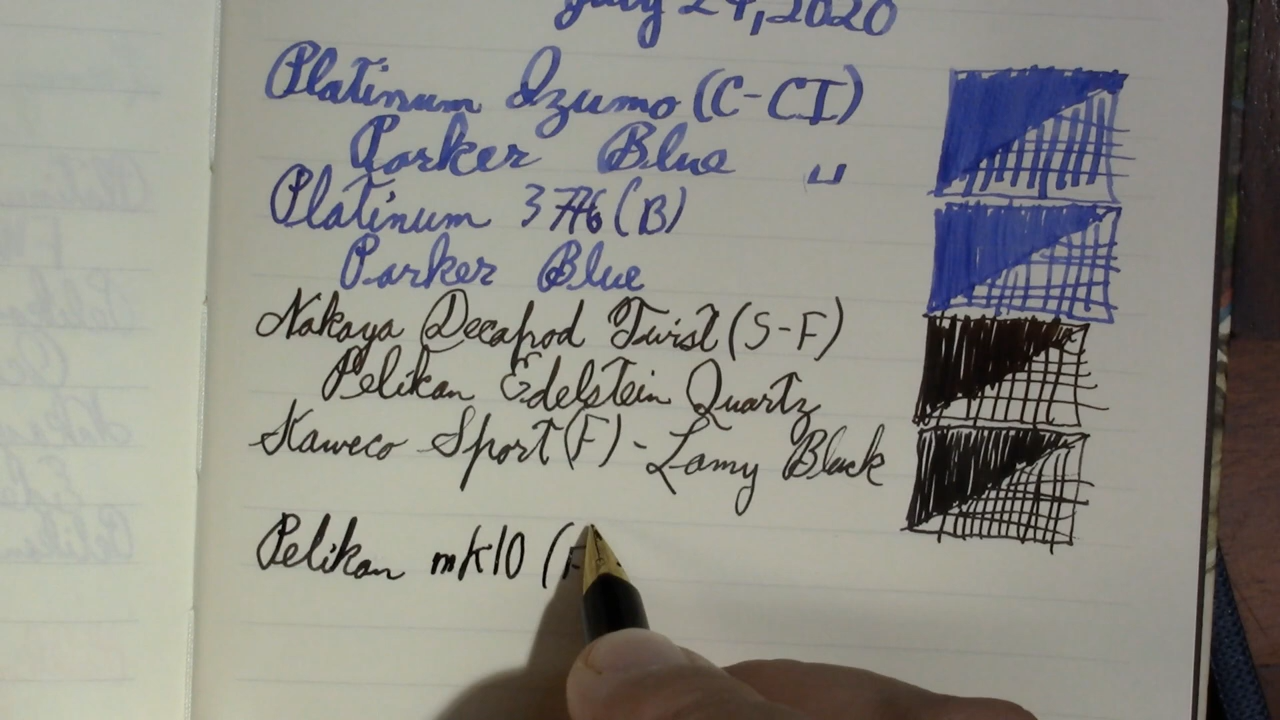 July 24, 2020
Platinum Izumo (C-CI)
Parker Blue "
Platinum 3776 (B)
Parker Blue
Nakaya Decapod Twist (S-F)
Pelikan Edelstein Quartz
Kaweco Sport (F) - Lamy Black
Pelikan mk10 (F